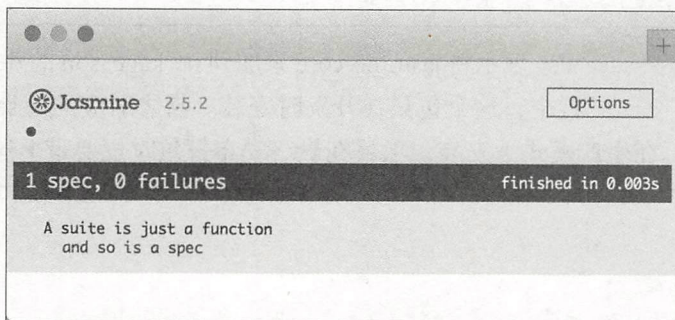 +
Jasmine 2.5.2
Options
1 spec, 0 failures
finished in 0.003s
A suite is just a function
and so is a spec